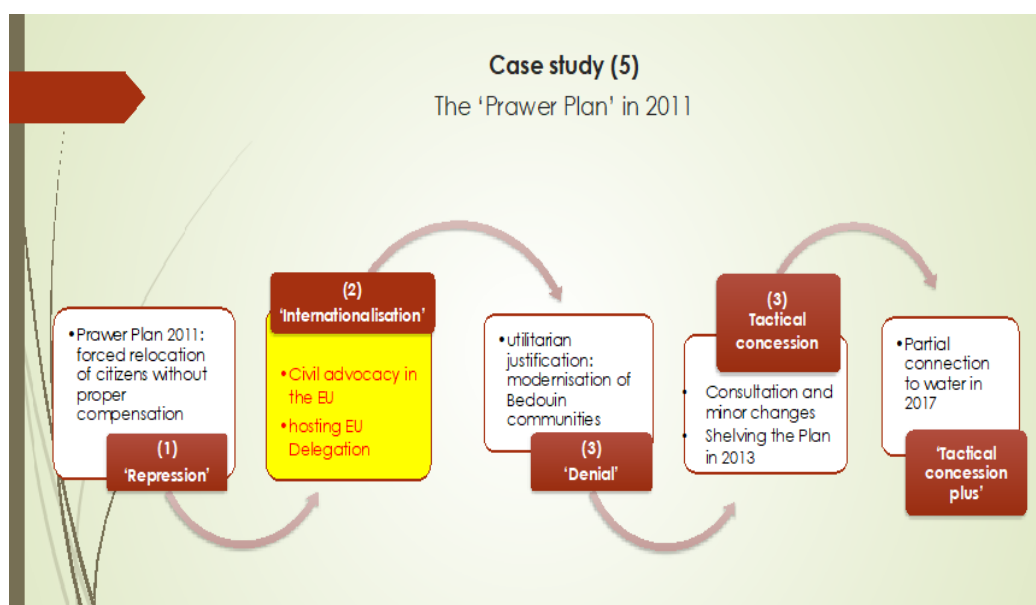 Case study (5)
The ‘Prawer Plan’ in 2011
•Prawer Plan 2011:
forced relocation
of citizens without
proper
compensation
(1)
‘Repression’
(2)
‘Internationalisation’
•Civil advocacy in
the EU
•hosting EU
Delegation
•utilitarian
justification:
modernisation of
Bedouin
communities
(3)
‘Denial’
(3)
Tactical
concession
• Consultation and
minor changes
• Shelving the Plan
in 2013
•Partial
connection
to water in
2017
‘Tactical
concession
plus’